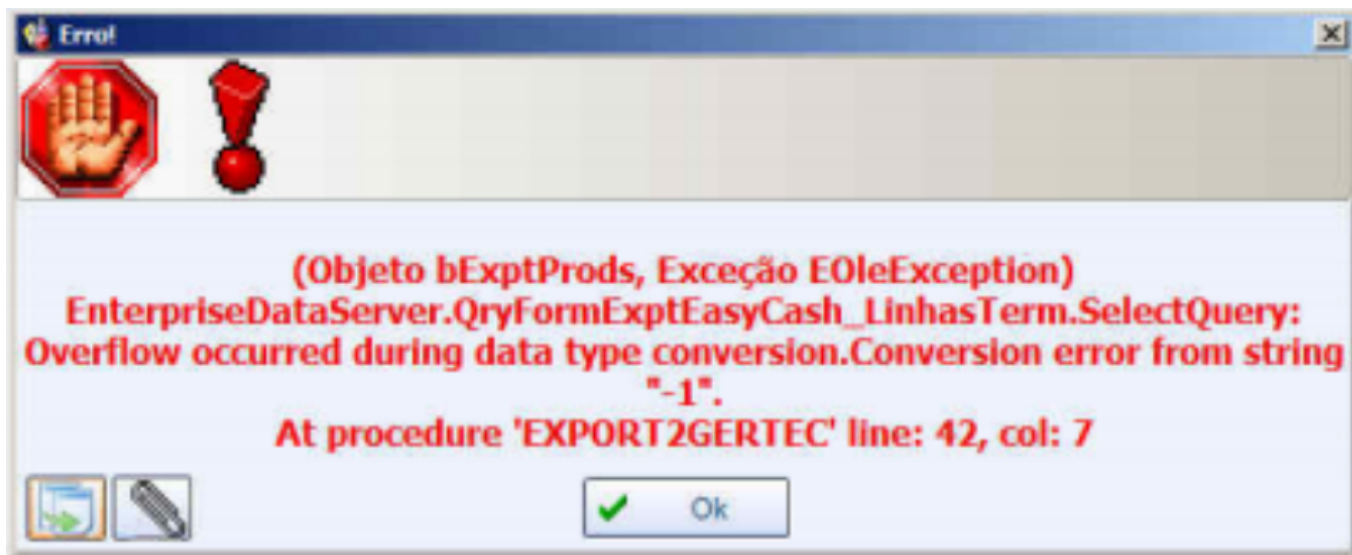 Erro!
(Objeto bExptProds, Exceção EOleException)
EnterpriseDataServer.QryFormExptEasyCash_LinhasTerm.SelectQuery:
Overflow occurred during data type conversion.Conversion error from string
"-1".
At procedure 'EXPORT2GERTEC' line: 42, col: 7
Ok